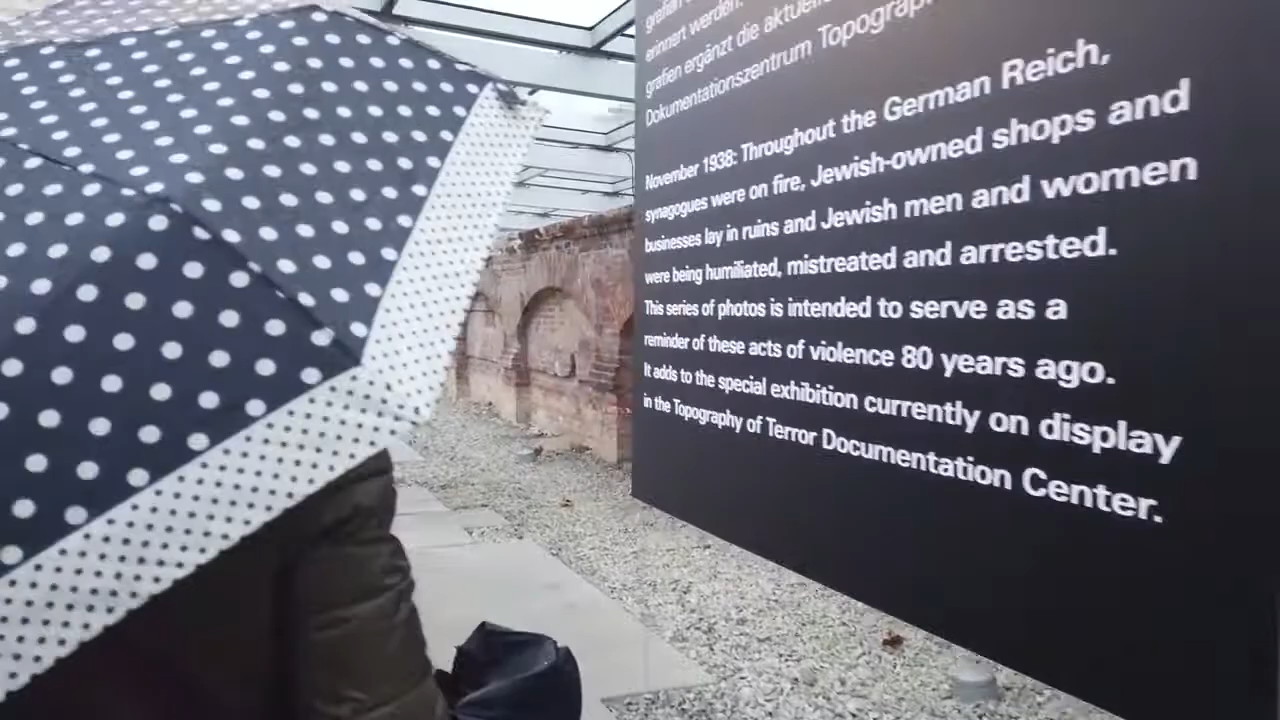 erinnert werden.
grafien ergänzt die aktuelle
Dokumentationszentrum
November 1938: Throughout the German Reich,
synagogues were on fire, Jewish-owned shops and
businesses lay in ruins and Jewish men and women
were being humiliated, mistreated and arrested.
This series of photos is intended to serve as a
reminder of these acts of violence 80 years ago.
It adds to the special exhibition currently on display
in the Topography of Terror Documentation Center.